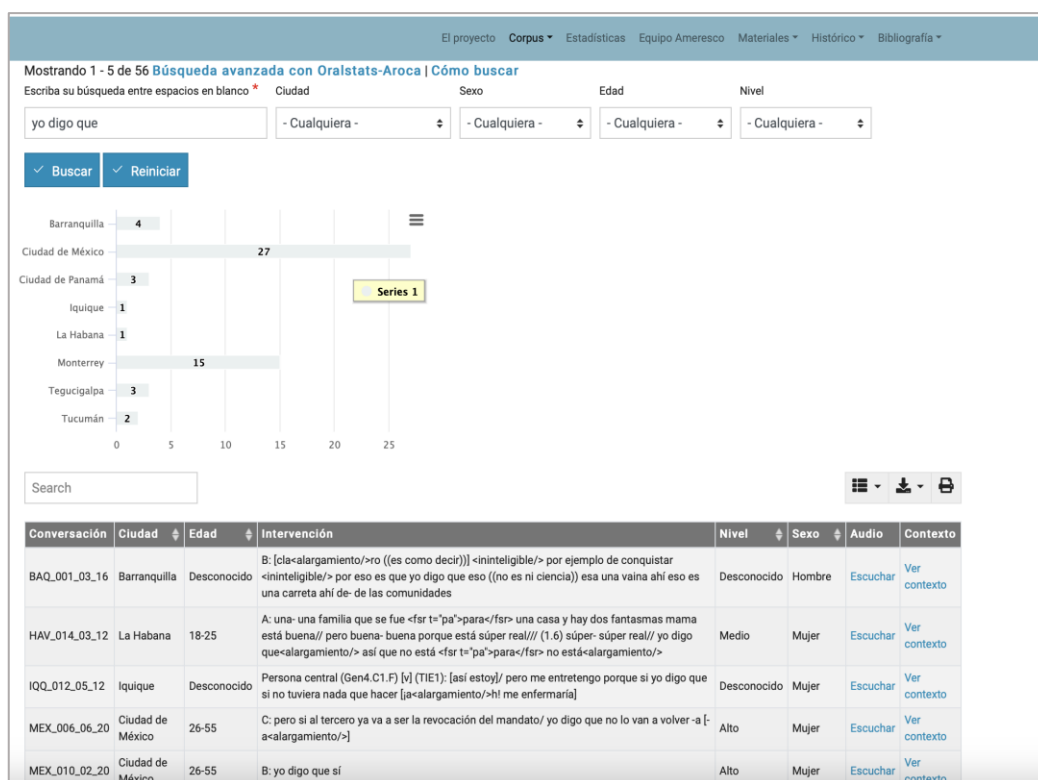 El proyecto Corpus Estadísticas Equipo Ameresco Materiales Histórico Bibliografía
Mostrando 1 - 5 de 56 Búsqueda avanzada con Oralstats-Aroca | Cómo buscar
Escriba su búsqueda entre espacios en blanco * Ciudad Sexo Edad Nivel
yo digo que - Cualquiera - - Cualquiera - - Cualquiera - - Cualquiera -
Buscar Reiniciar
Barranquilla 4
Ciudad de México 27
Ciudad de Panamá 3
Series 1
Iquique 1
La Habana 1
Monterrey 15
Tegucigalpa 3
Tucumán 2
0 5 10 15 20 25
Search
Conversación Ciudad Edad Intervención Nivel Sexo Audio Contexto
B: [cla<alargamiento/>ro ((es como decir))] <ininteligible/> por ejemplo de conquistar
BAQ_001_03_16 Barranquilla Desconocido <ininteligible/> por eso es que yo digo que eso ((no es ni ciencia)) esa una vaina ahí eso es Desconocido Hombre Escuchar Ver contexto
una carreta ahí de- de las comunidades
A: una- una familia que se fue <fsr t="pa">para</fsr> una casa y hay dos fantasmas mama
HAV_014_03_12 La Habana 18-25 está buena// pero buena- buena porque está súper real/// (1.6) súper- súper real// yo digo Medio Mujer Escuchar Ver contexto
que<alargamiento/> así que no está <fsr t="pa">para</fsr> no está<alargamiento/>
IQQ_012_05_12 Iquique Desconocido Persona central (Gen4.C1.F) [v] (TIE1): [así estoy]/ pero me entretengo porque si yo digo que Desconocido Mujer Escuchar Ver contexto
si no tuviera nada que hacer [¡a<alargamiento/>h! me enfermaría]
MEX_006_06_20 Ciudad de México 26-55 C: pero si al tercero ya va a ser la revocación del mandato/ yo digo que no lo van a volver -a [- Alto Mujer Escuchar Ver contexto
a<alargamiento/>]
MEX_010_02_20 Ciudad de México 26-55 B: yo digo que sí Alto Mujer Escuchar Ver contexto